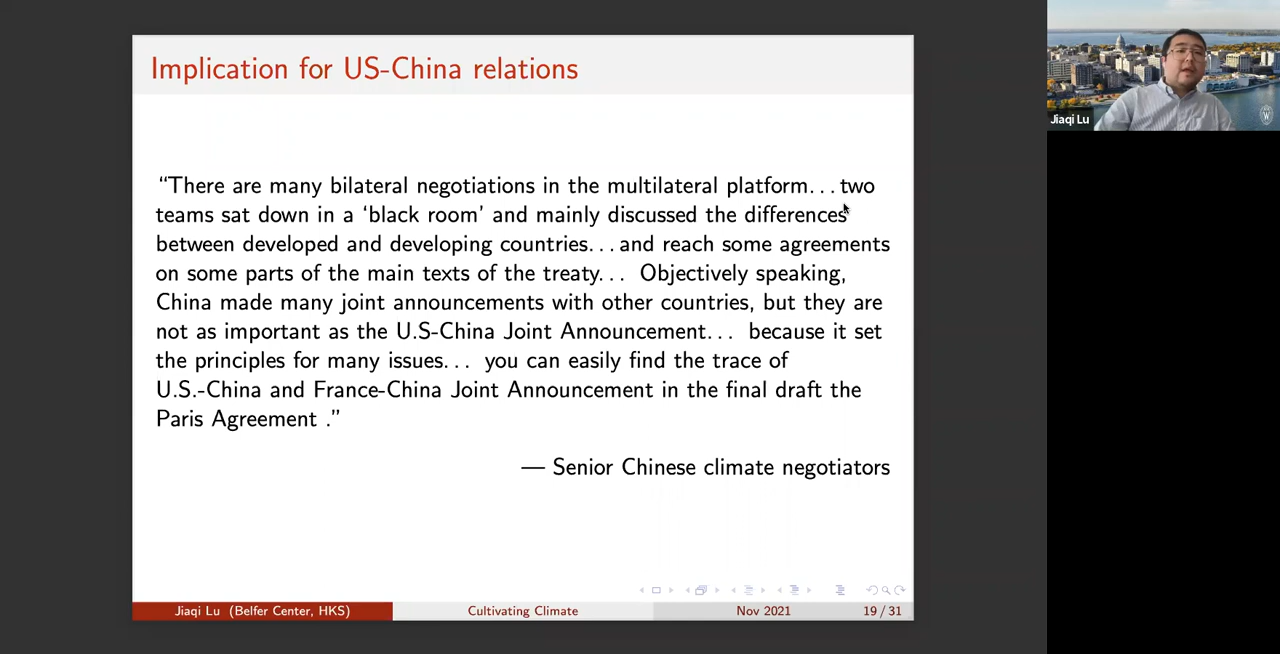 Implication for US-China relations
“There are many bilateral negotiations in the multilateral platform. . . two
teams sat down in a ‘black room’ and mainly discussed the differences
between developed and developing countries. . . and reach some agreements
on some parts of the main texts of the treaty. . . Objectively speaking,
China made many joint announcements with other countries, but they are
not as important as the U.S-China Joint Announcement. . . because it set
the principles for many issues. . . you can easily find the trace of
U.S.-China and France-China Joint Announcement in the final draft the
Paris Agreement .”
— Senior Chinese climate negotiators
Jiaqi Lu (Belfer Center, HKS) Cultivating Climate Nov 2021 19 / 31
Jiaqi Lu
W